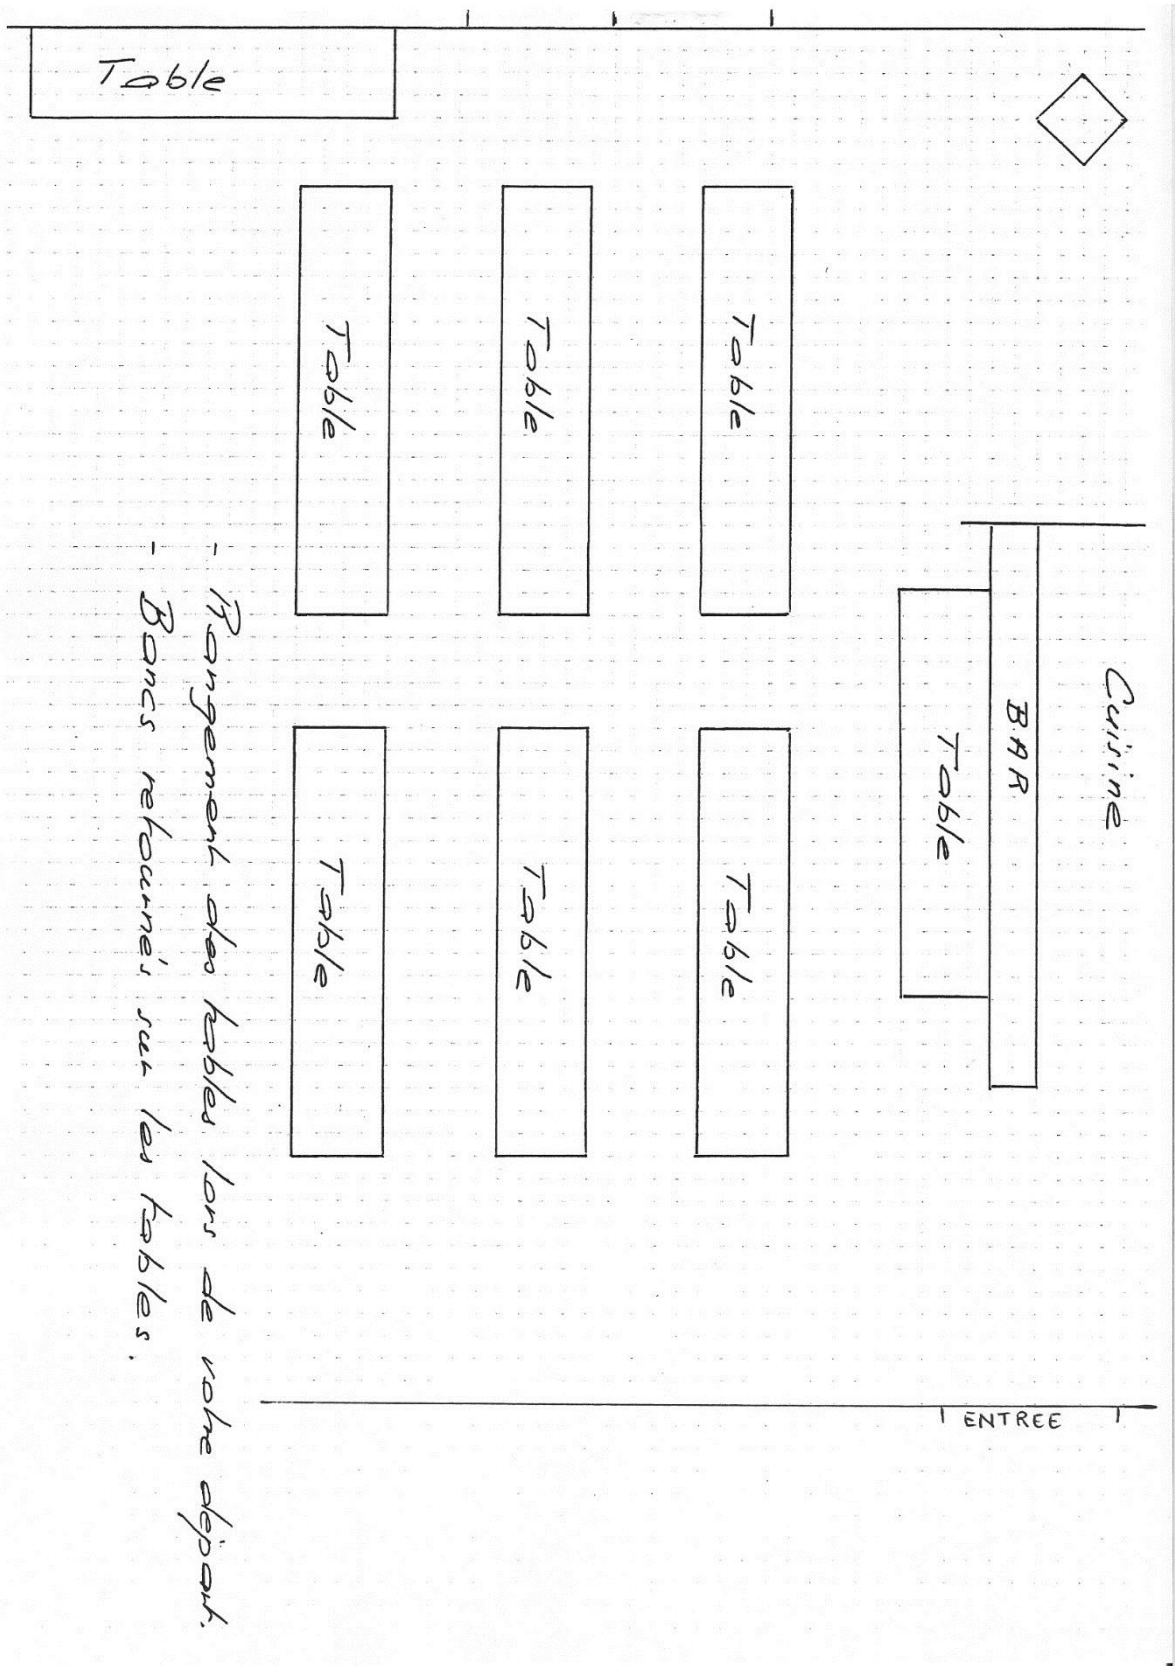 Table
Table
Table
Table
Cuisine
BAR
Table
Table
Table
Table
ENTREE
- Rangement des tables lors de votre départ.
- Bancs retournés sur les tables.